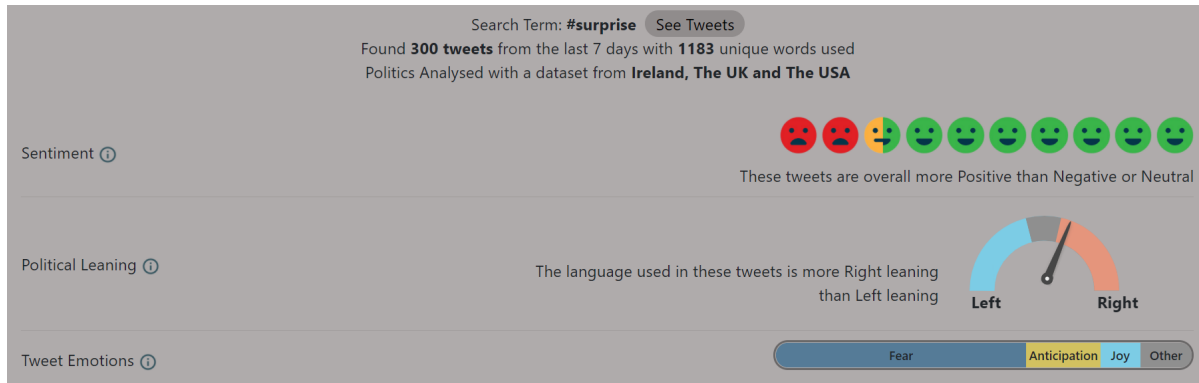 Search Term: #surprise See Tweets
Found 300 tweets from the last 7 days with 1183 unique words used
Politics Analysed with a dataset from Ireland, The UK and The USA
Sentiment
These tweets are overall more Positive than Negative or Neutral
Political Leaning
The language used in these tweets is more Right leaning
than Left leaning
Left Right
Tweet Emotions
Fear Anticipation Joy Other